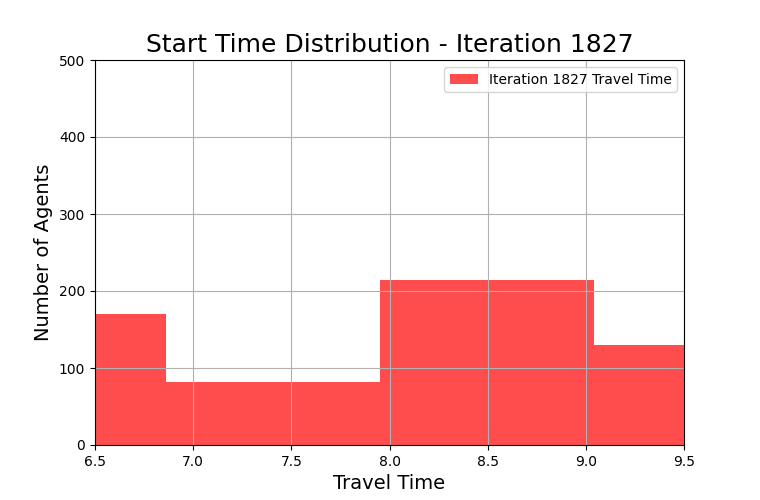 Start Time Distribution - Iteration 1827
Iteration 1827 Travel Time
Number of Agents
500
400
300
200
100
0
6.5 7.0 7.5 8.0 8.5 9.0 9.5
Travel Time